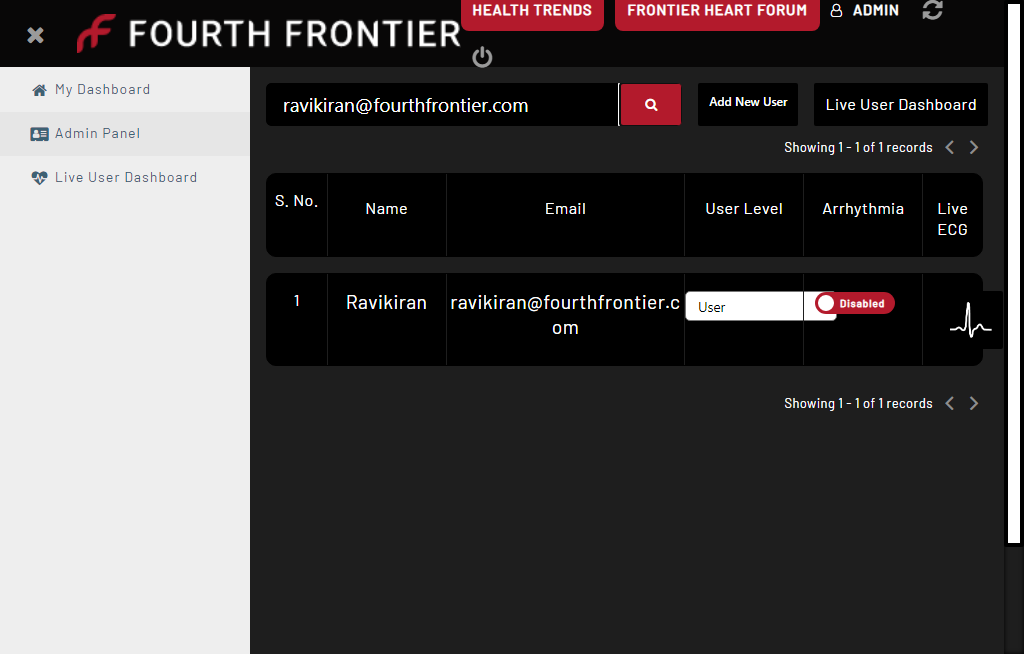 HEALTH TRENDS
FRONTIER HEART FORUM
ADMIN
FOURTH FRONTIER
My Dashboard
Admin Panel
Live User Dashboard
ravikiran@fourthfrontier.com
Add New User
Live User Dashboard
Showing 1 - 1 of 1 records
S. No.
Name
Email
User Level
Arrhythmia
Live
ECG
1
Ravikiran
ravikiran@fourthfrontier.c
om
User
Disabled
Showing 1 - 1 of 1 records